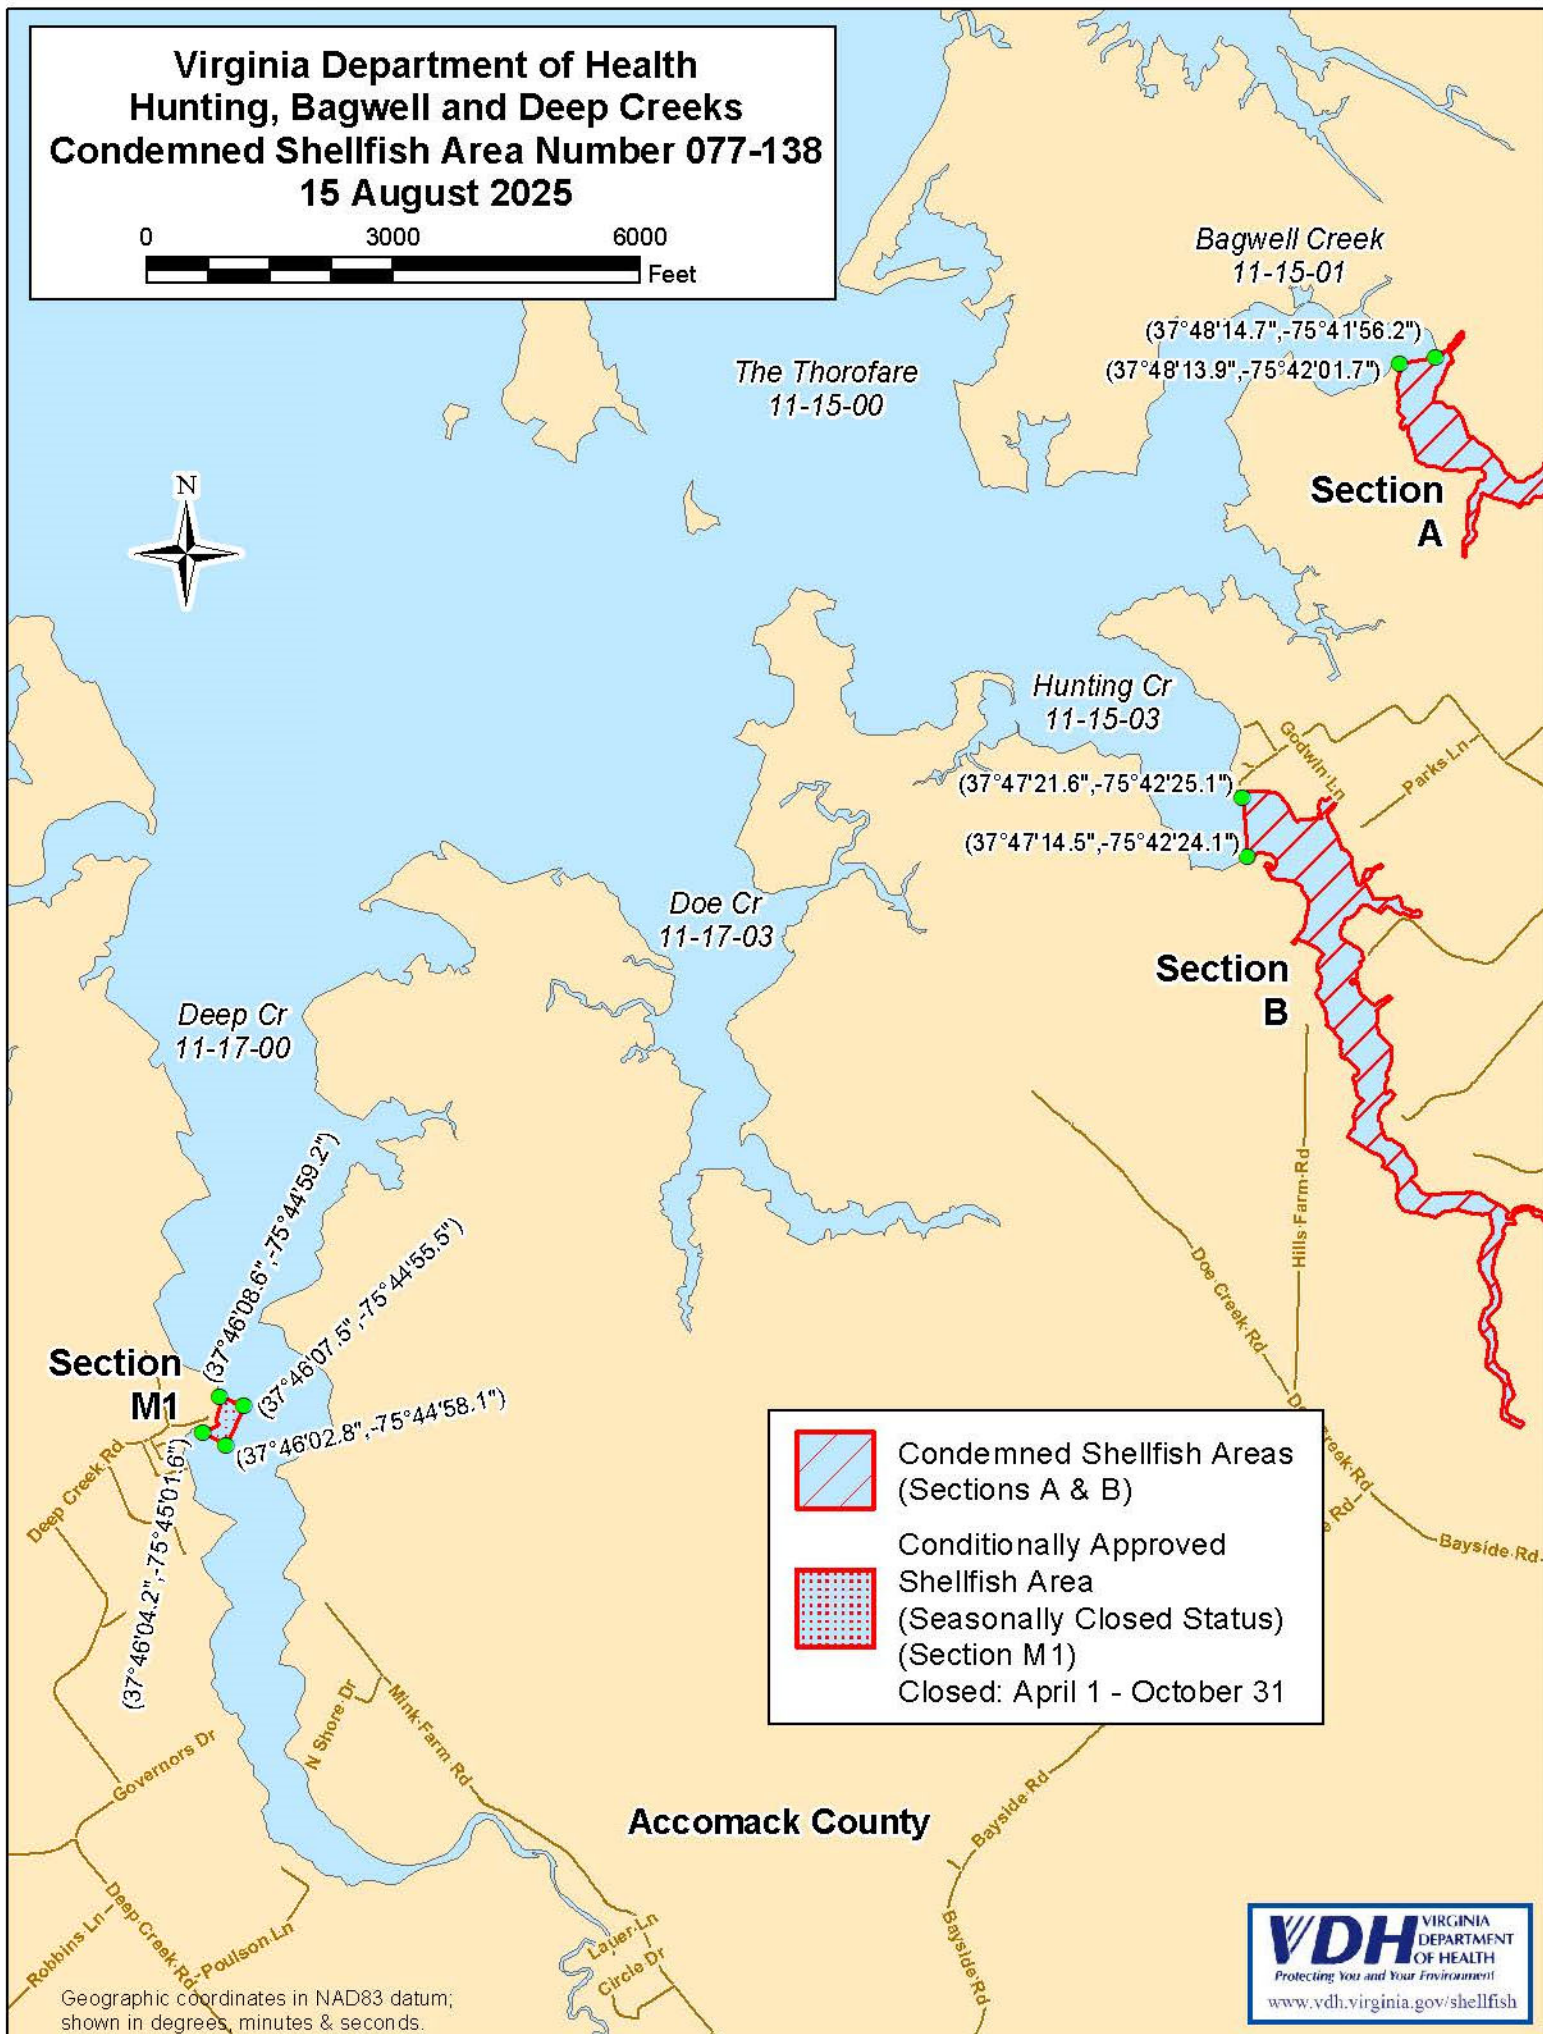 Virginia Department of Health
Hunting, Bagwell and Deep Creeks
Condemned Shellfish Area Number 077-138
15 August 2025
0 3000 6000
Feet
Bagwell Creek
11-15-01
(37°48'14.7",-75°41'56.2")
(37°48'13.9",-75°42'01.7")
The Thorofare
11-15-00
Section
A
N
Hunting Cr
11-15-03
Godwin Ln
Parks Ln
(37°47'21.6",-75°42'25.1")
(37°47'14.5",-75°42'24.1")
Doe Cr
11-17-03
Section
B
Deep Cr
11-17-00
(37°46'08.6",-75°44'59.2")
(37°46'07.5",-75°44'55.5")
(37°46'02.8",-75°44'58.1")
(37°46'04.2",-75°45'01.6")
Section
M1
Deep Creek Rd
Hills Farm Rd
Doe Creek Rd
Bayside Rd
Condemned Shellfish Areas
(Sections A & B)
Conditionally Approved
Shellfish Area
(Seasonally Closed Status)
(Section M1)
Closed: April 1 - October 31
N Shore Dr
Mink Farm Rd
Governors Dr
Accomack County
Bayside Rd
Bayside Rd
Robbins Ln
Deep Creek Rd
Poulson Ln
Lauer Ln
Circle Dr
Geographic coordinates in NAD83 datum;
shown in degrees, minutes & seconds.
VDH
VIRGINIA
DEPARTMENT
OF HEALTH
Protecting You and Your Environment
www.vdh.virginia.gov/shellfish